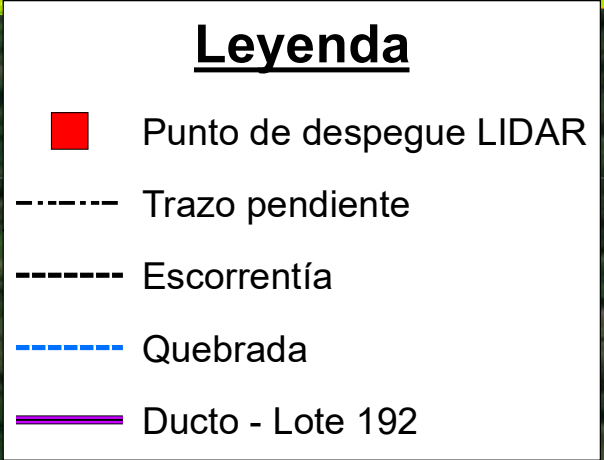 Leyenda
Punto de despegue LIDAR
Trazo pendiente
Escorrentía
Quebrada
Ducto - Lote 192